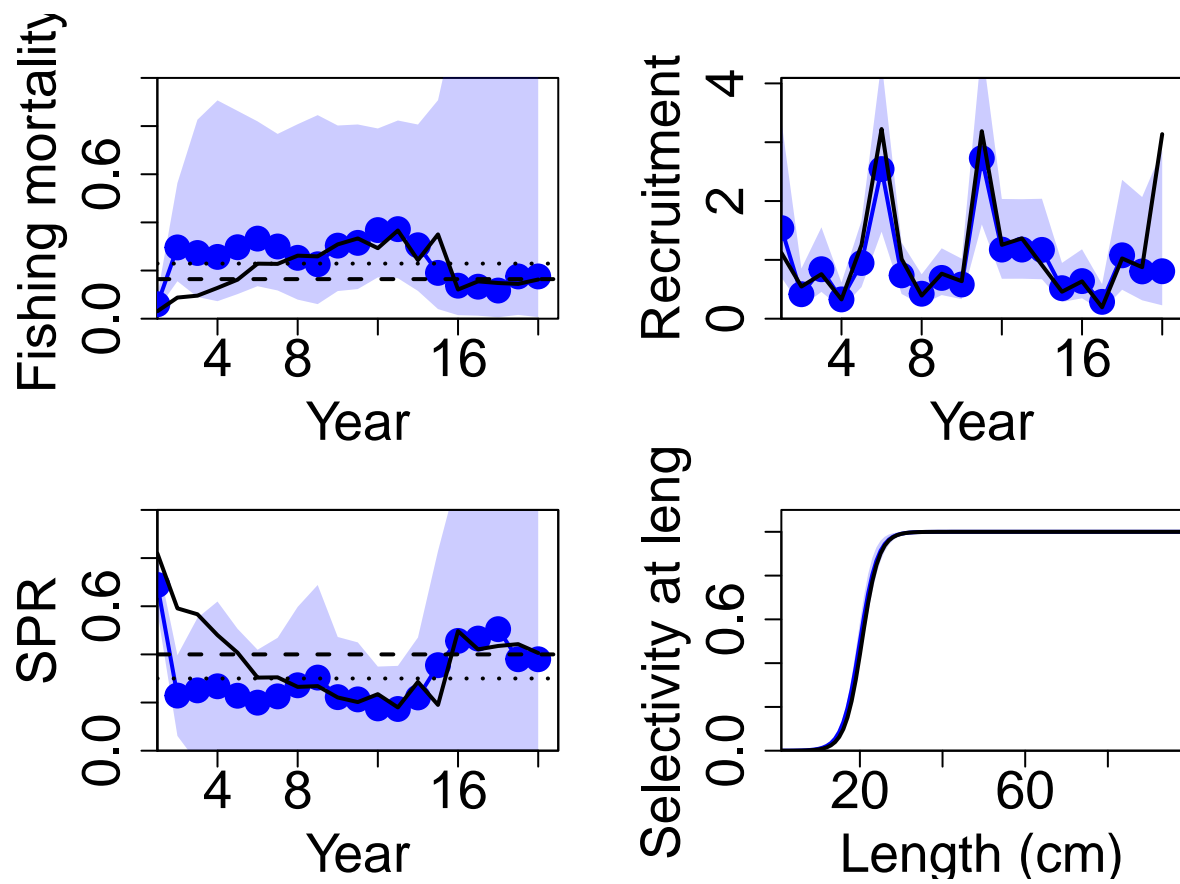 Fishing mortality
0.6
0.0
4 8 16
Year
Recruitment
4
2
0
4 8 16
Year
SPR
0.6
0.0
4 8 16
Year
Selectivity at leng
0.6
0.0
20 60
Length (cm)